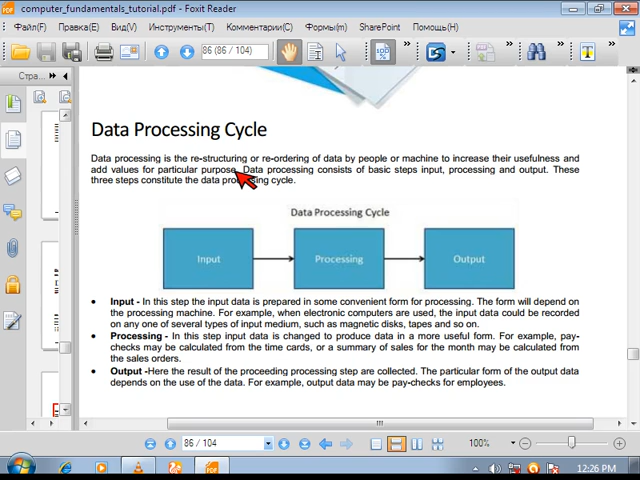 computer_fundamentals_tutorial.pdf - Foxit Reader
Файл(F) Правка(E) Вид(V) Инструменты(T) Комментарии(C) Формы(m) SharePoint Помощь(H)
86 (86 / 104)
T
Стра...
Data Processing Cycle
Data processing is the re-structuring or re-ordering of data by people or machine to increase their usefulness and
add values for particular purpose. Data processing consists of basic steps input, processing and output. These
three steps constitute the data processing cycle.
Data Processing Cycle
Input Processing Output
• Input - In this step the input data is prepared in some convenient form for processing. The form will depend on
the processing machine. For example, when electronic computers are used, the input data could be recorded
on any one of several types of input medium, such as magnetic disks, tapes and so on.
• Processing - In this step input data is changed to produce data in a more useful form. For example, pay-
checks may be calculated from the time cards, or a summary of sales for the month may be calculated from
the sales orders.
• Output -Here the result of the proceeding processing step are collected. The particular form of the output data
depends on the use of the data. For example, output data may be pay-checks for employees.
86 / 104 100%
12:26 PM